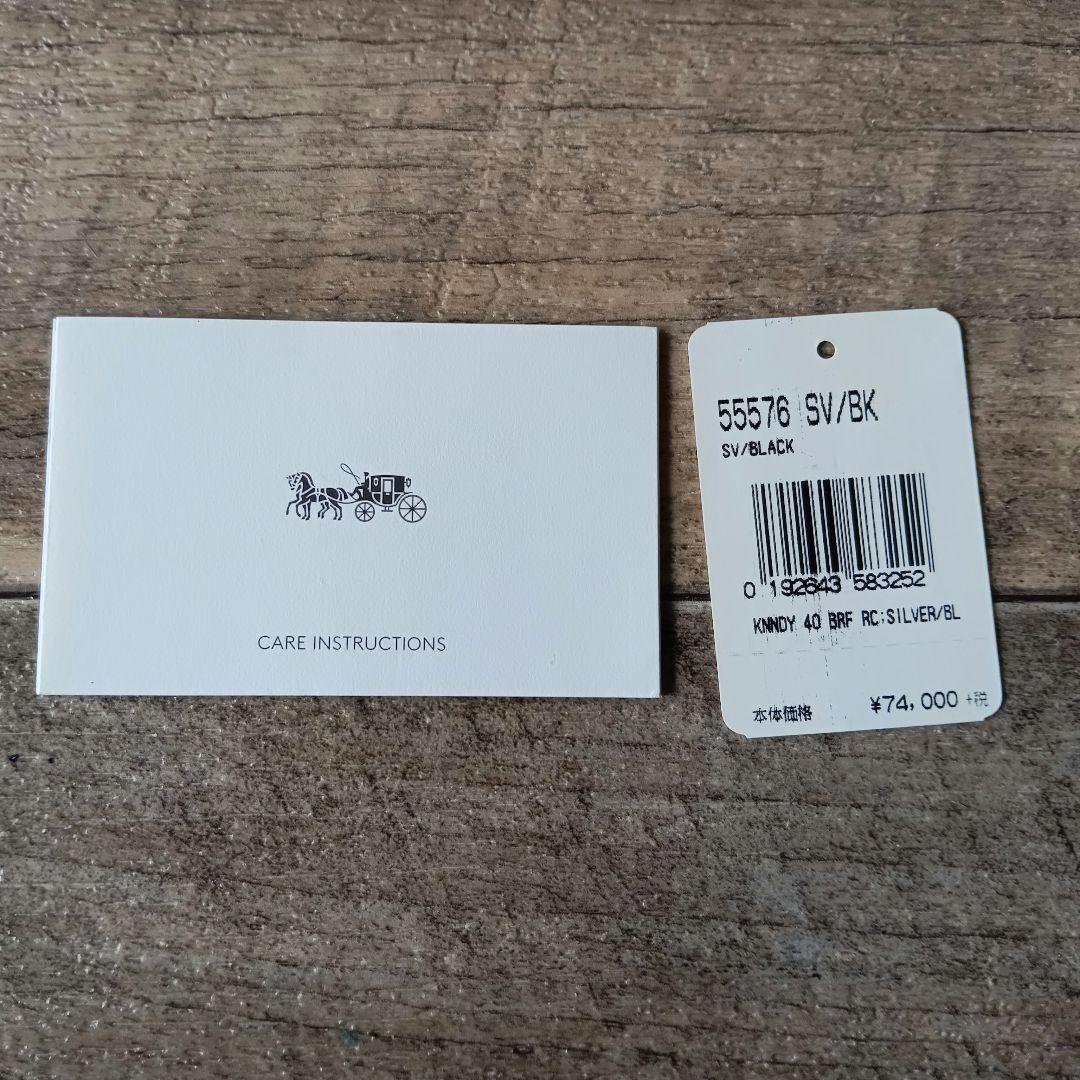 CARE INSTRUCTIONS
55576 SV/BK
SV/BLACK
0 192643 583252
KNNDY 40 BRF RC;SILVER/BL
本体価格 ¥74,000 +税